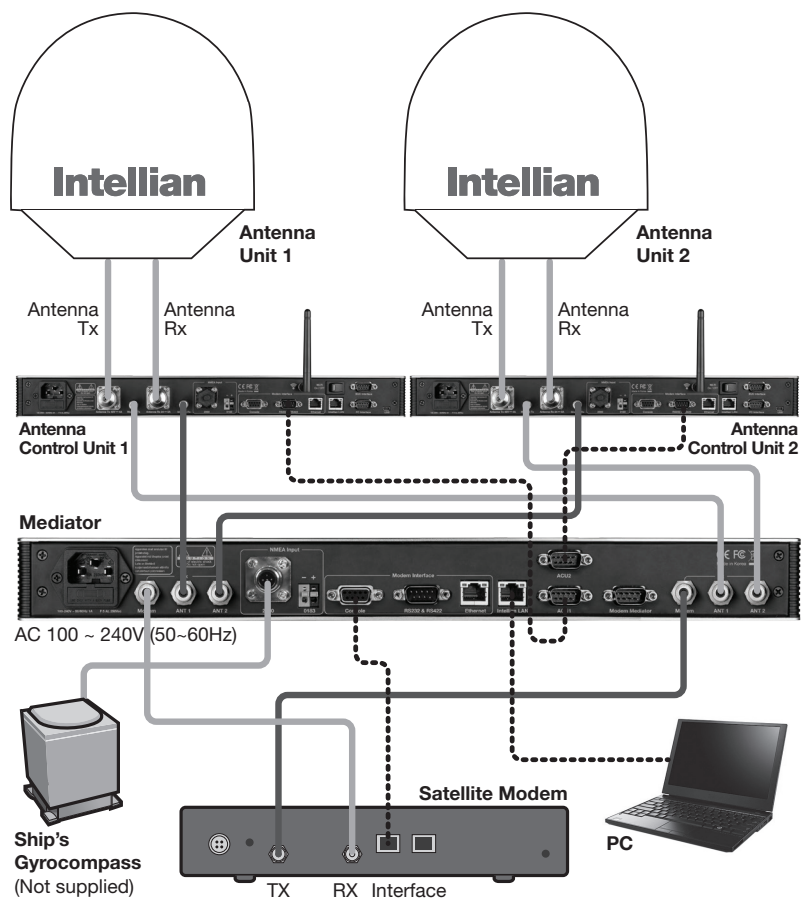 Intellian
Intellian
Antenna
Unit 1
Antenna
Unit 2
Antenna
Tx
Antenna
Rx
Antenna
Tx
Antenna
Rx
Antenna
Control Unit 1
Antenna
Control Unit 2
Mediator
NMEA Input
Modem Interface
ACU2
Modem
ANT 1
ANT 2
0183
Console
RS232 & RS422
Ethernet
Intellian LAN
Modem Mediator
Modem
ANT 1
ANT 2
AC 100 ~ 240V (50~60Hz)
Satellite Modem
Ship's
Gyrocompass
(Not supplied)
TX
RX
Interface
PC